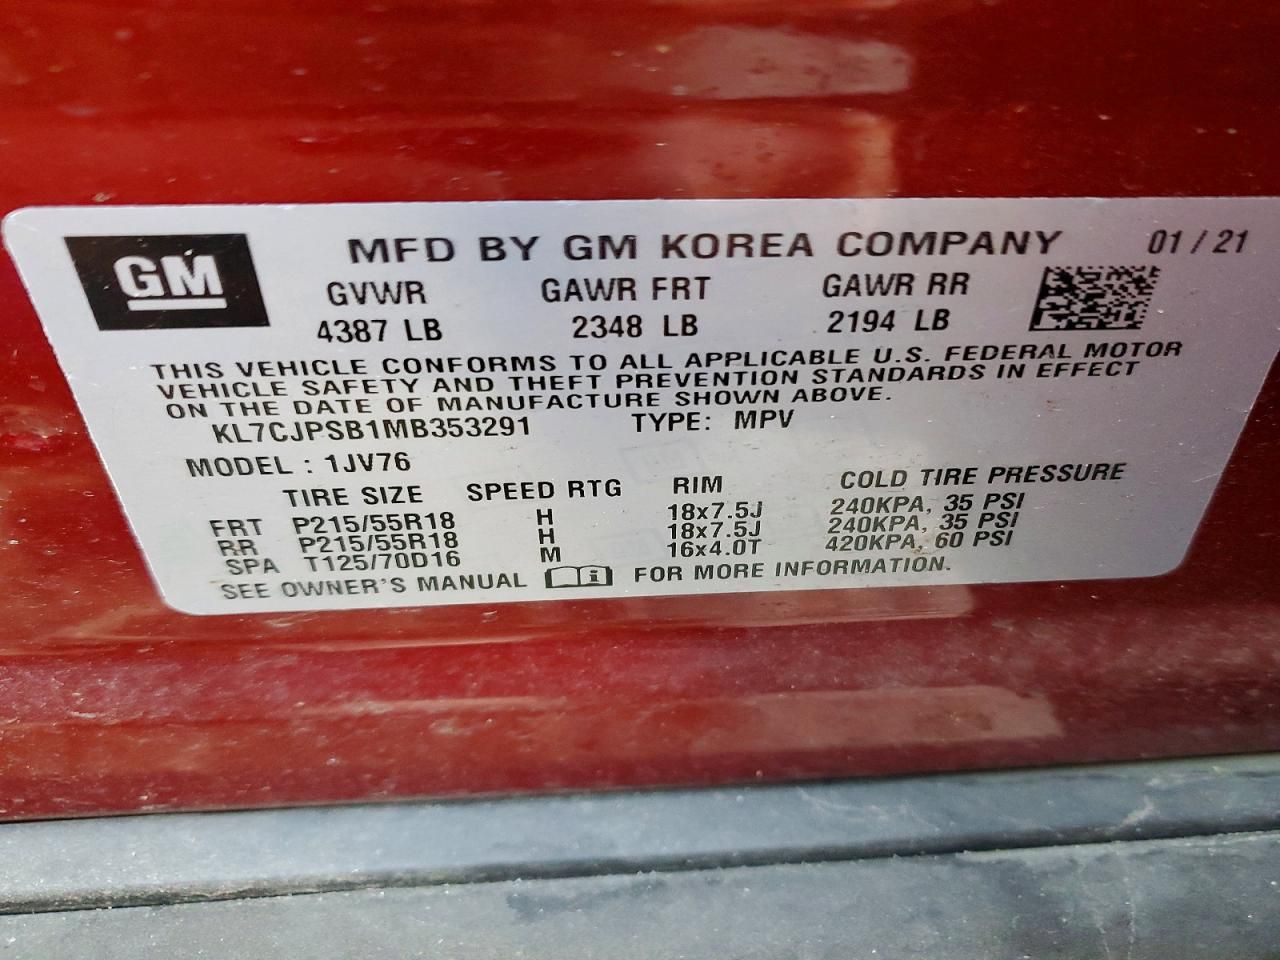 GM
MFD BY GM KOREA COMPANY 01/21
GVWR GAWR FRT GAWR RR
4387 LB 2348 LB 2194 LB
THIS VEHICLE CONFORMS TO ALL APPLICABLE U.S. FEDERAL MOTOR
VEHICLE SAFETY AND THEFT PREVENTION STANDARDS IN EFFECT
ON THE DATE OF MANUFACTURE SHOWN ABOVE.
KL7CJPSB1MB353291 TYPE: MPV
MODEL : 1JV76
TIRE SIZE SPEED RTG RIM COLD TIRE PRESSURE
FRT P215/55R18 H 18x7.5J 240KPA, 35 PSI
RR P215/55R18 H 18x7.5J 240KPA, 35 PSI
SPA T125/70D16 M 16x4.0T 420KPA, 60 PSI
SEE OWNER'S MANUAL i FOR MORE INFORMATION.